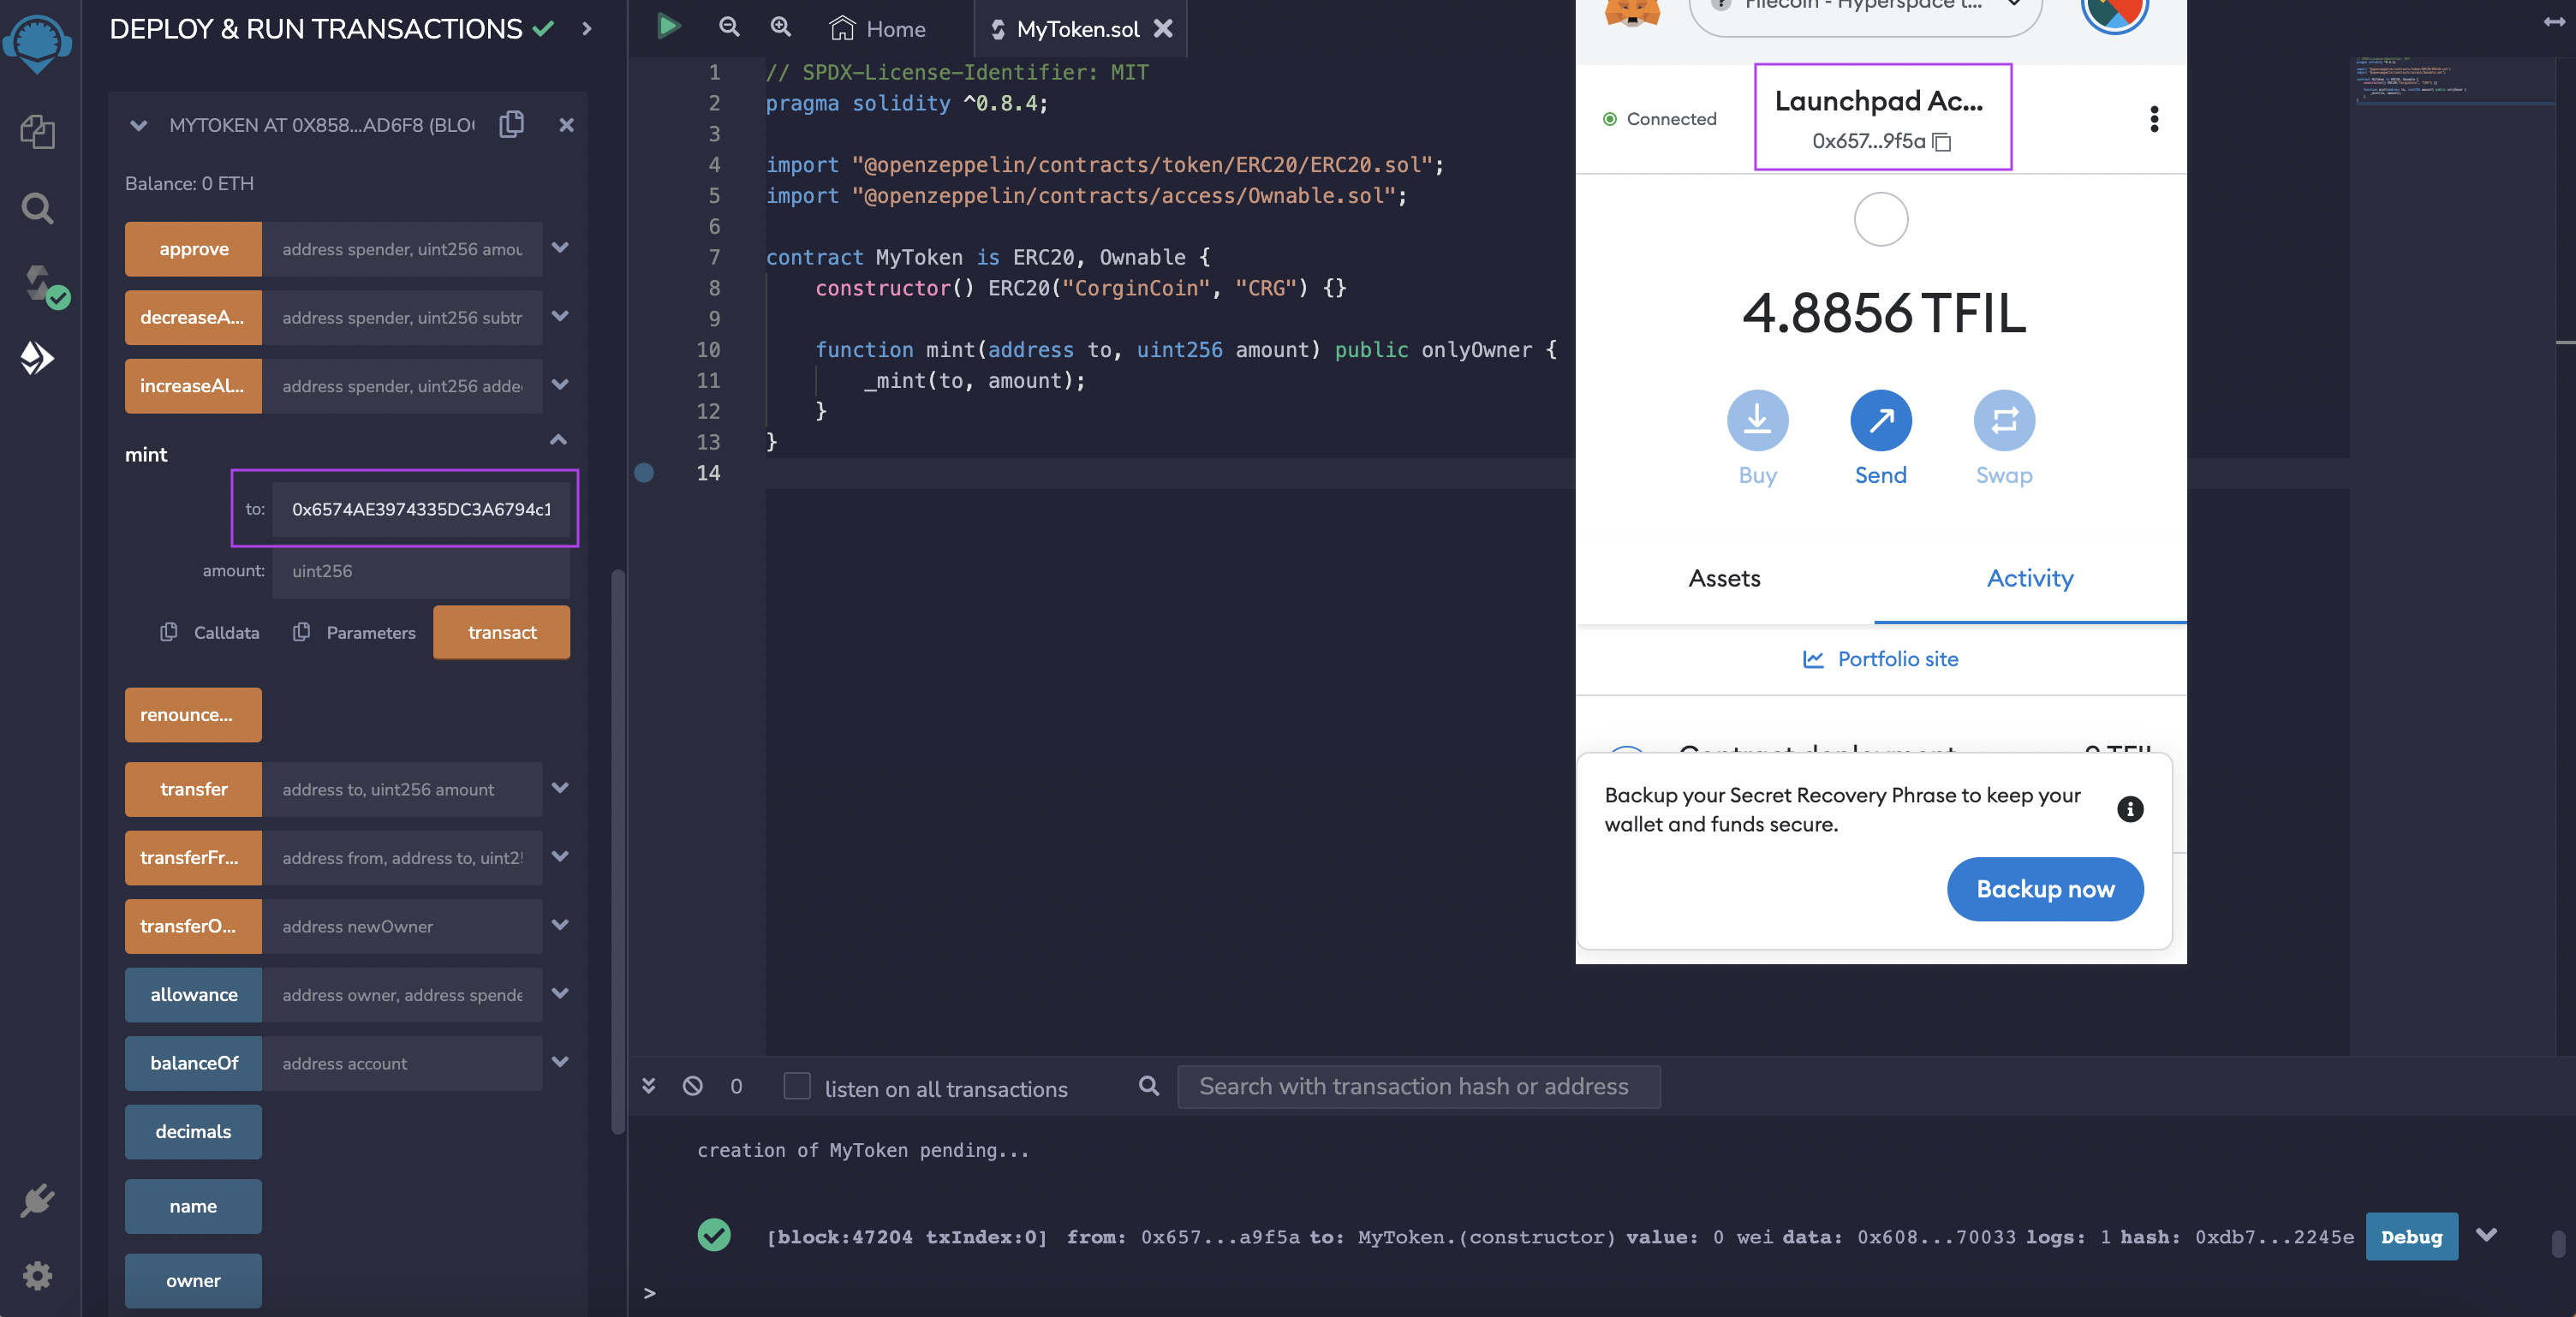 DEPLOY & RUN TRANSACTIONS
MYTOKEN AT 0X858...AD6F8 (BLO
Balance: 0 ETH
approve address spender, uint256 amou
decreaseA... address spender, uint256 subtr
increaseAl... address spender, uint256 adde
mint
to: 0x6574AE3974335DC3A6794c1
amount: uint256
Calldata Parameters transact
renounce...
transfer address to, uint256 amount
transferFr... address from, address to, uint2
transferO... address newOwner
allowance address owner, address spende
balanceOf address account
decimals
name
owner
Home MyToken.sol
1 // SPDX-License-Identifier: MIT
2 pragma solidity ^0.8.4;
3
4 import "@openzeppelin/contracts/token/ERC20/ERC20.sol";
5 import "@openzeppelin/contracts/access/Ownable.sol";
6
7 contract MyToken is ERC20, Ownable {
8 constructor() ERC20("CorginCoin", "CRG") {}
9
10 function mint(address to, uint256 amount) public onlyOwner {
11 _mint(to, amount);
12 }
13 }
14
Filecoin - Hyperspace t...
Connected
Launchpad Ac...
0x657...9f5a
4.8856 TFIL
Buy Send Swap
Assets Activity
Portfolio site
Contract deployment
Backup your Secret Recovery Phrase to keep your
wallet and funds secure.
Backup now
0 listen on all transactions Search with transaction hash or address
creation of MyToken pending...
[block:47204 txIndex:0] from: 0x657...a9f5a to: MyToken.(constructor) value: 0 wei data: 0x608...70033 logs: 1 hash: 0xdb7...2245e Debug
>